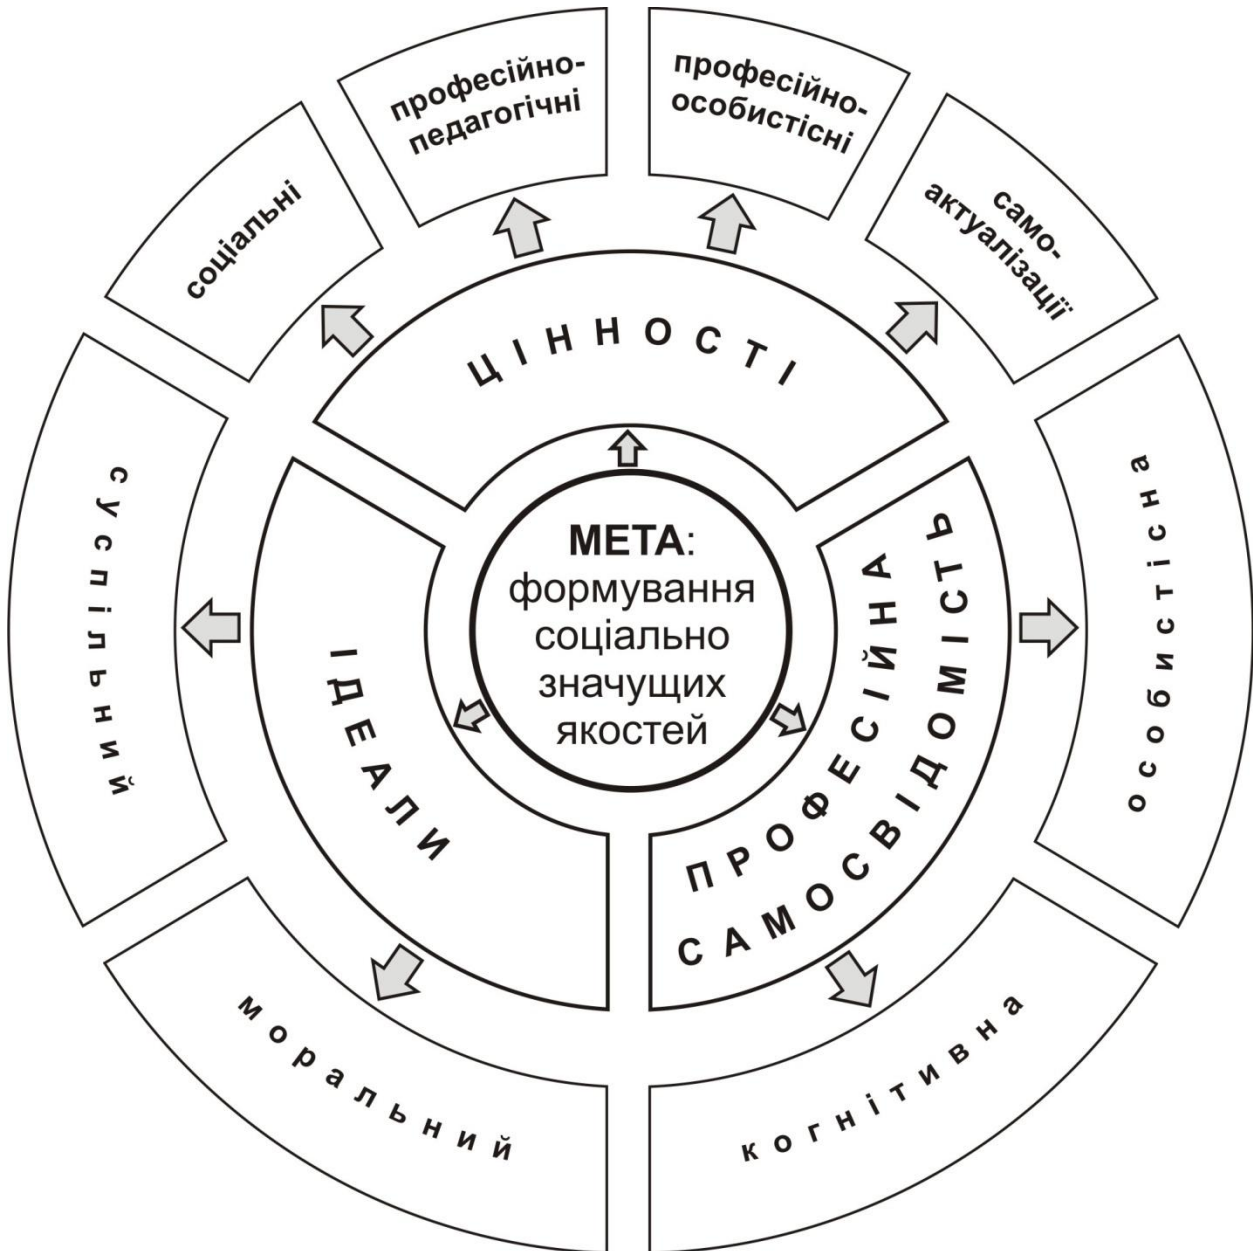 професійно-
педагогічні
професійно-
особистісні
соціальні
само-
актуалізації
ЦІННОСТІ
суспільний
особистісна
МЕТА:
формування
соціально
значущих
якостей
ІДЕАЛИ
ПРОФЕСІЙНА
САМОСВІДОМІСТЬ
моральний
когнітивна